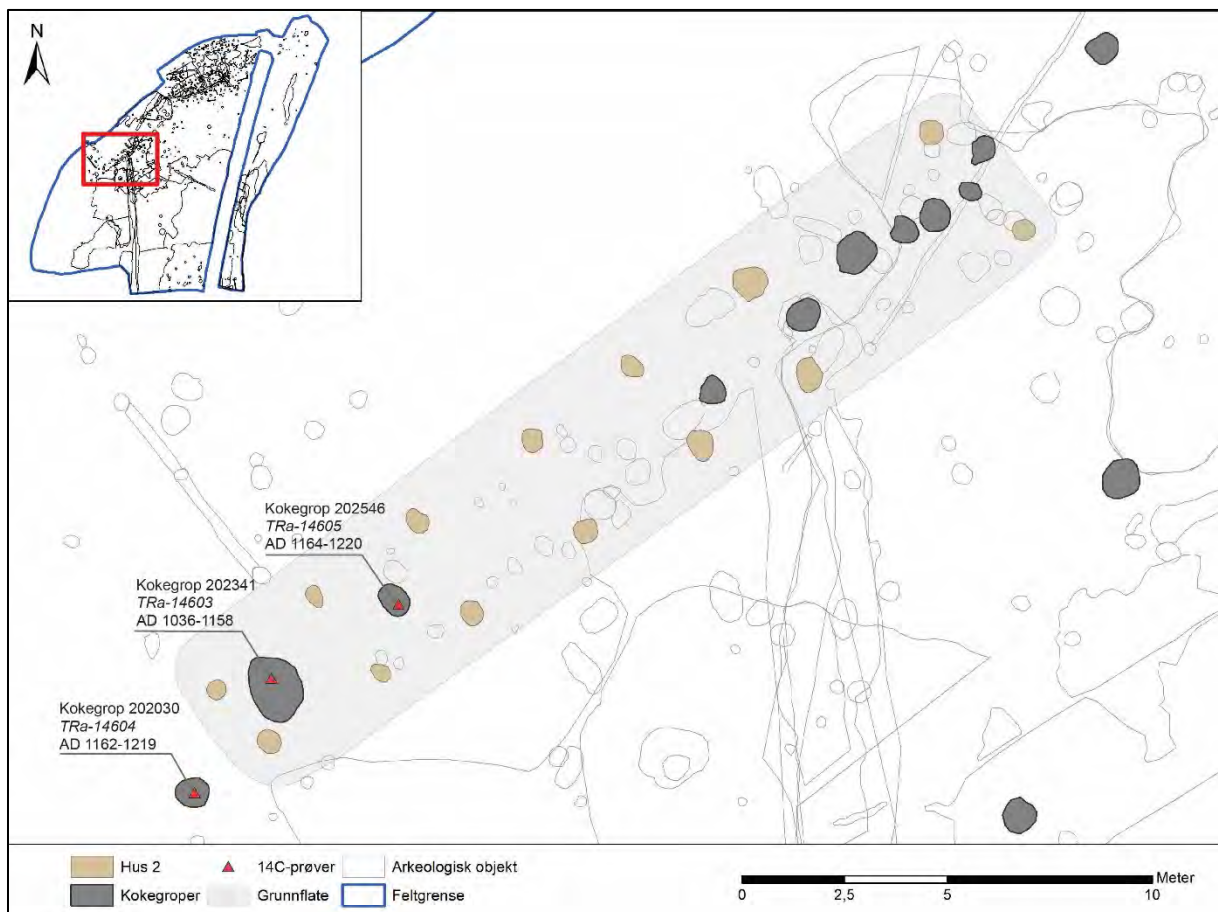 N
Kokegrop 202546
TRa-14605
AD 1164-1220
Kokegrop 202341
TRa-14603
AD 1036-1158
Kokegrop 202030
TRa-14604
AD 1162-1219
Hus 2
14C-prøver
Arkeologisk objekt
Kokegroper
Grunnflate
Feltgrense
Meter
0
2,5
5
10